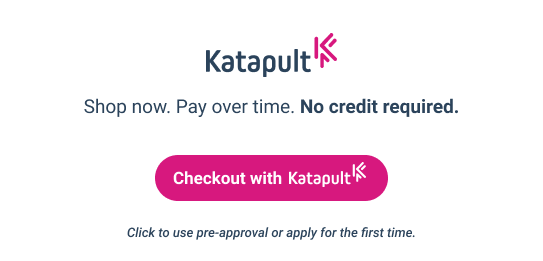 Katapult
Shop now. Pay over time. No credit required.
Checkout with Katapult
Click to use pre-approval or apply for the first time.